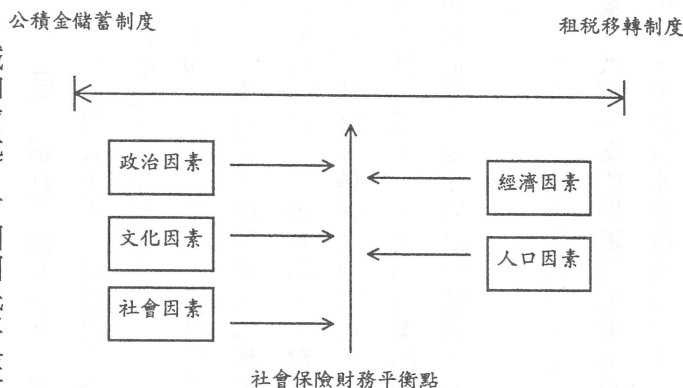 公積金儲蓄制度
租稅移轉制度
政治因素
經濟因素
文化因素
人口因素
社會因素
社會保險財務平衡點